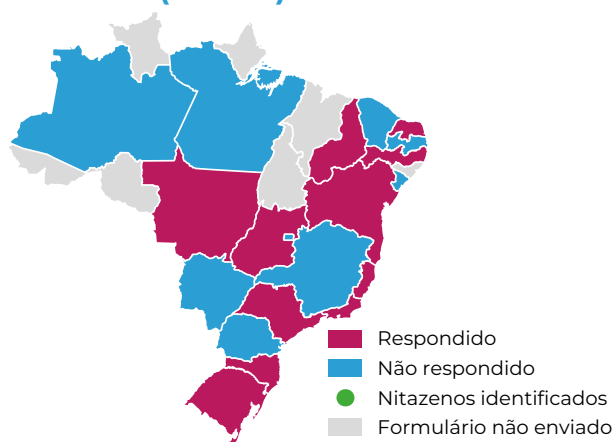 Respondido
Não respondido
Nitazenos identificados
Formulário não enviado